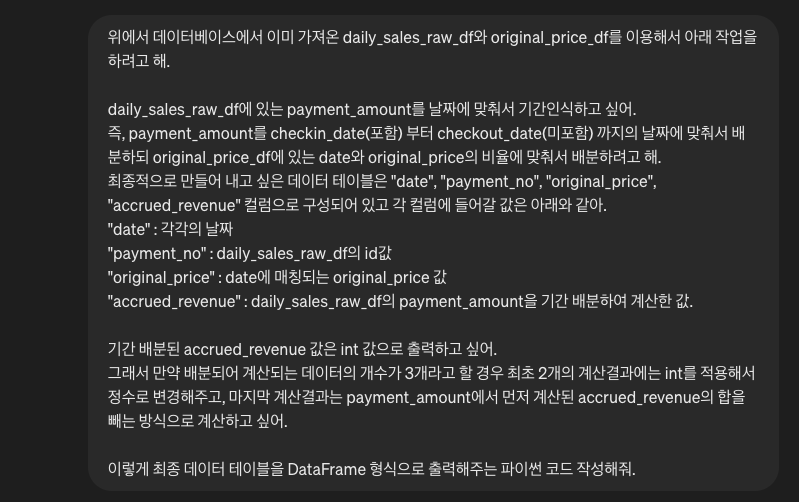 위에서 데이터베이스에서 이미 가져온 daily_sales_raw_df와 original_price_df를 이용해서 아래 작업을
하려고 해.
daily_sales_raw_df에 있는 payment_amount를 날짜에 맞춰서 기간인식하고 싶어.
즉, payment_amount를 checkin_date(포함) 부터 checkout_date(미포함) 까지의 날짜에 맞춰서 배
분하되 original_price_df에 있는 date와 original_price의 비율에 맞춰서 배분하려고 해.
최종적으로 만들어 내고 싶은 데이터 테이블은 "date", "payment_no", "original_price",
"accrued_revenue" 컬럼으로 구성되어 있고 각 컬럼에 들어갈 값은 아래와 같아.
"date" : 각각의 날짜
"payment_no" : daily_sales_raw_df의 id값
"original_price" : date에 매칭되는 original_price 값
"accrued_revenue" : daily_sales_raw_df의 payment_amount을 기간 배분하여 계산한 값.
기간 배분된 accrued_revenue 값은 int 값으로 출력하고 싶어.
그래서 만약 배분되어 계산되는 데이터의 개수가 3개라고 할 경우 최초 2개의 계산결과에는 int를 적용해서
정수로 변경해주고, 마지막 계산결과는 payment_amount에서 먼저 계산된 accrued_revenue의 합을
빼는 방식으로 계산하고 싶어.
이렇게 최종 데이터 테이블을 DataFrame 형식으로 출력해주는 파이썬 코드 작성해줘.